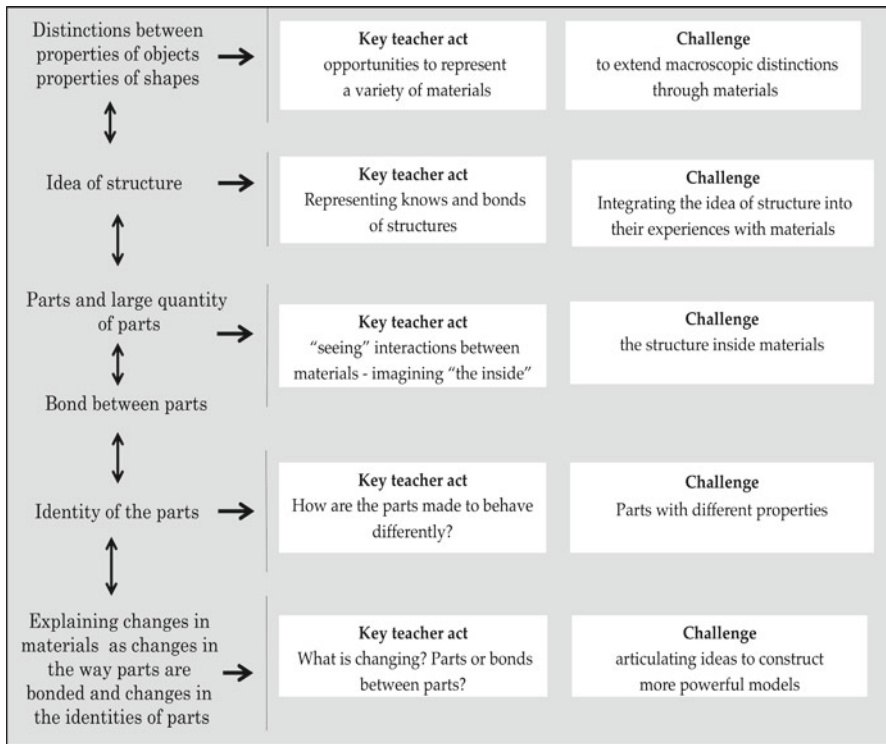 Distinctions between
properties of objects
properties of shapes
Key teacher act
opportunities to represent
a variety of materials
Challenge
to extend macroscopic distinctions
through materials
Idea of structure
Key teacher act
Representing knows and bonds
of structures
Challenge
Integrating the idea of structure into
their experiences with materials
Parts and large quantity
of parts
Key teacher act
“seeing” interactions between
materials - imagining “the inside”
Challenge
the structure inside materials
Bond between parts
Identity of the parts
Key teacher act
How are the parts made to behave
differently?
Challenge
Parts with different properties
Explaining changes in
materials as changes in
the way parts are
bonded and changes in
the identities of parts
Key teacher act
What is changing? Parts or bonds
between parts?
Challenge
articulating ideas to construct
more powerful models